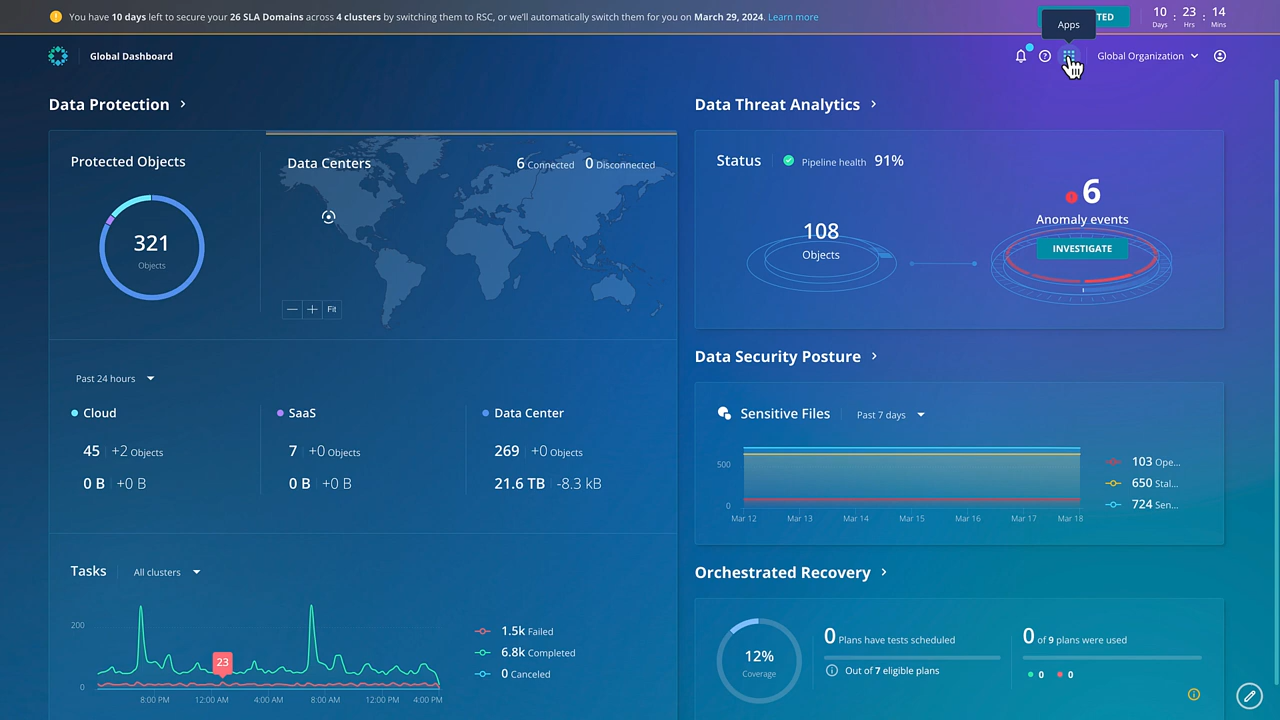 You have 10 days left to secure your 26 SLA Domains across 4 clusters by switching them to RSC, or we'll automatically switch them for you on March 29, 2024. Learn more
TED
10 : 23 : 14
Days Hrs Mins
Apps
Global Dashboard
Global Organization
Data Protection
Protected Objects
321
Objects
Data Centers
6 Connected 0 Disconnected
Fit
Past 24 hours
Cloud
45 +2 Objects
0 B +0 B
SaaS
7 +0 Objects
0 B +0 B
Data Center
269 +0 Objects
21.6 TB -8.3 kB
Tasks
All clusters
200
0
23
8:00 PM 12:00 AM 4:00 AM 8:00 AM 12:00 PM 4:00 PM
1.5k Failed
6.8k Completed
0 Canceled
Data Threat Analytics
Status Pipeline health 91%
108
Objects
6
Anomaly events
INVESTIGATE
Data Security Posture
Sensitive Files Past 7 days
500
0
Mar 12 Mar 13 Mar 14 Mar 15 Mar 16 Mar 17 Mar 18
103 Ope...
650 Stal...
724 Sen...
Orchestrated Recovery
12%
Coverage
0 Plans have tests scheduled
Out of 7 eligible plans
0 of 9 plans were used
0 0